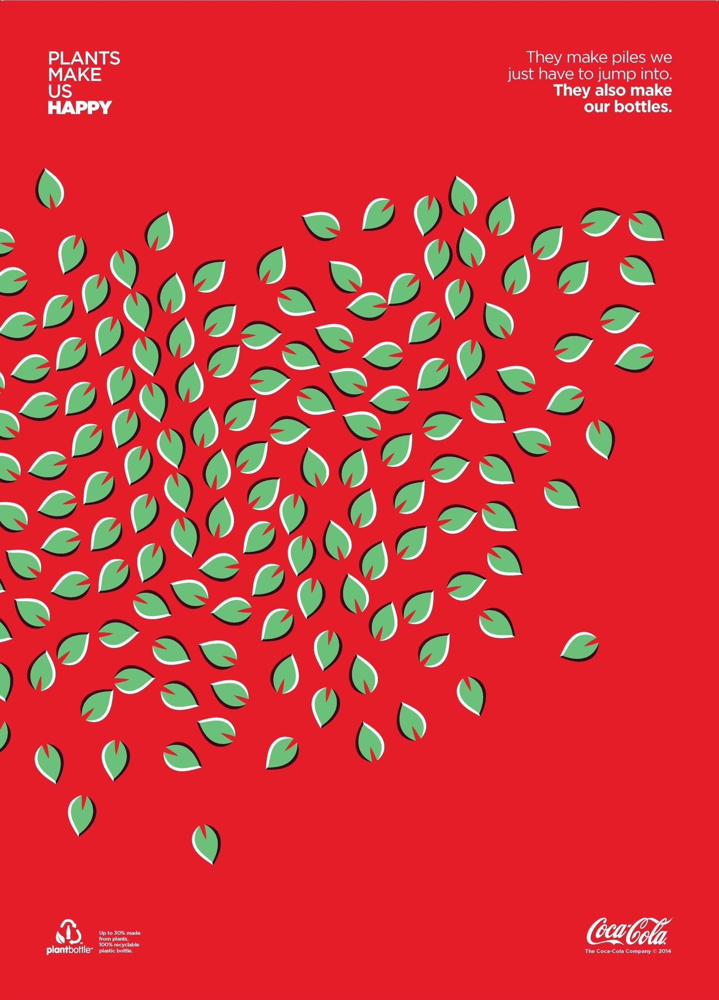 PLANTS
MAKE
US
HAPPY
They make piles we
just have to jump into.
They also make
our bottles.
plantbottle™
Up to 30% made
from plants.
100% recyclable
plastic bottle.
Coca-Cola
The Coca-Cola Company © 2014